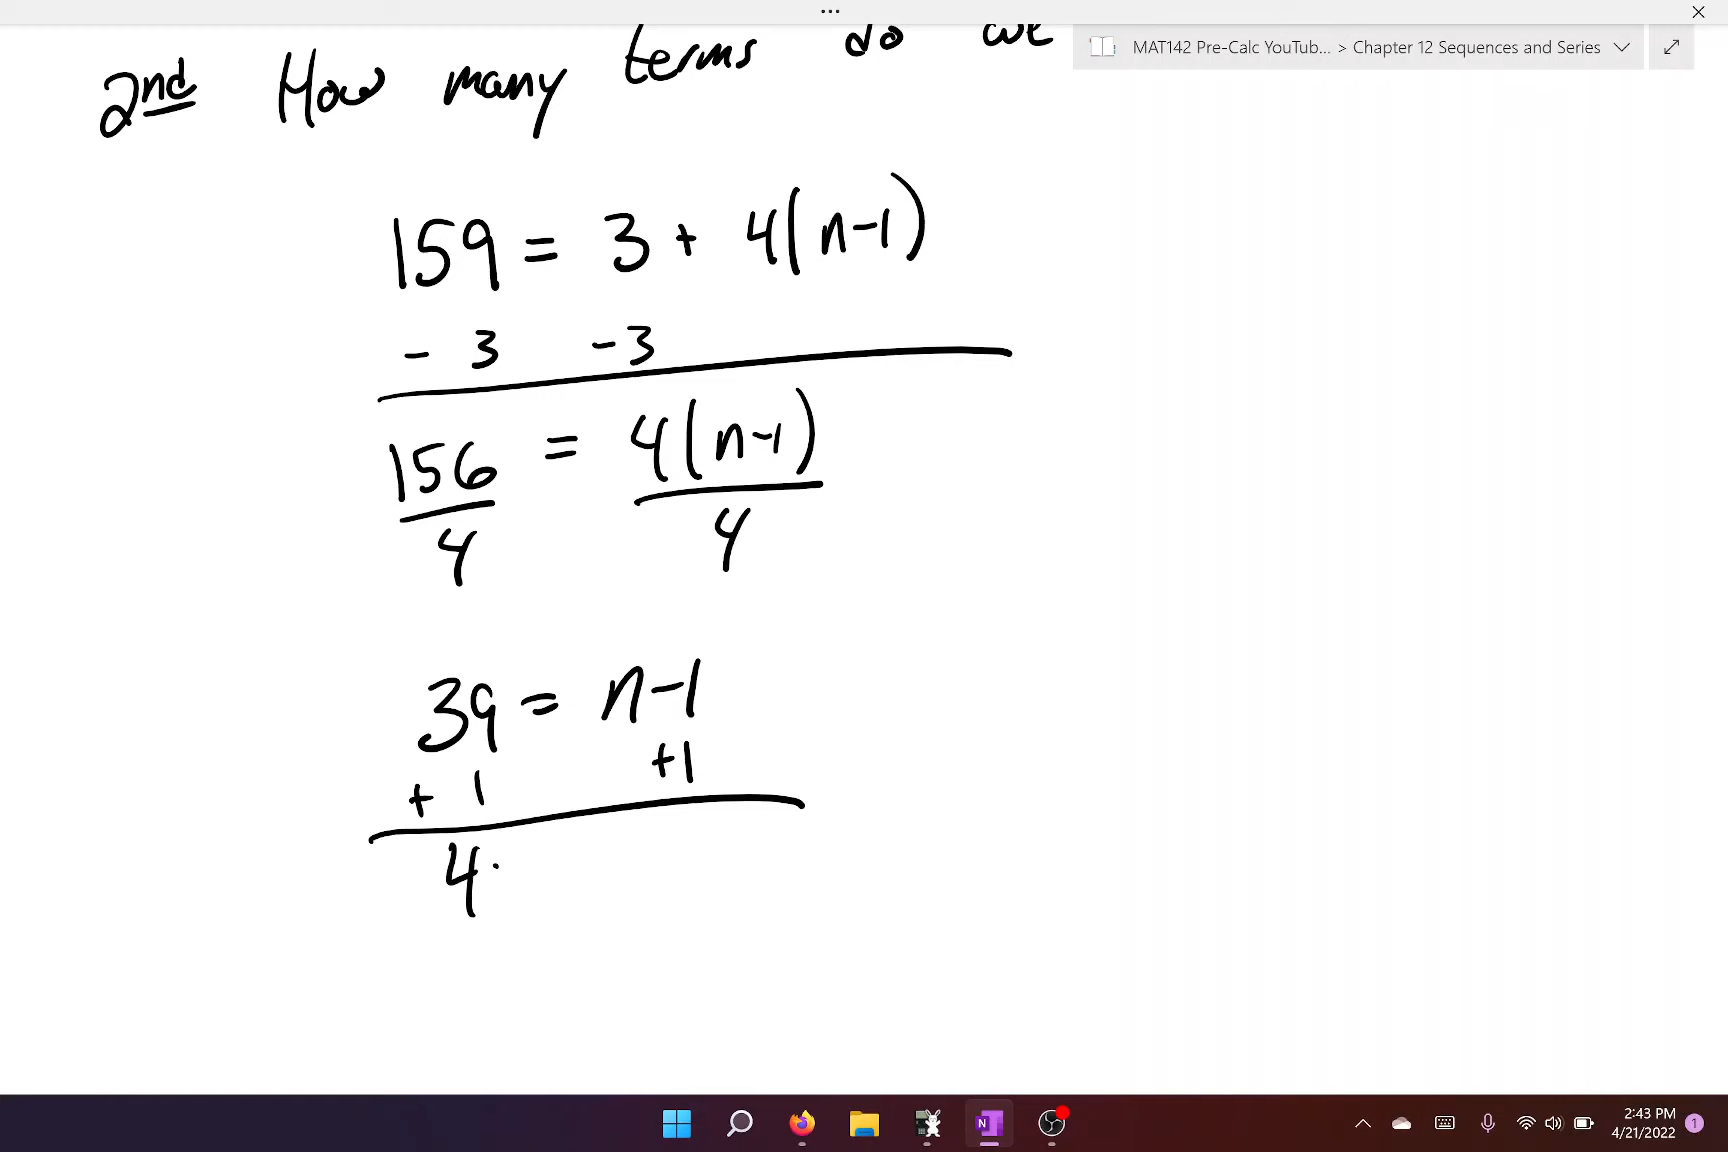 ...
MAT142 Pre-Calc YouTub... > Chapter 12 Sequences and Series
2nd How many terms do we
159 = 3 + 4(n-1)
- 3 -3
156 = 4(n-1)
4 4
39 = n-1
+ 1 +1
4
N
2:43 PM
4/21/2022
1